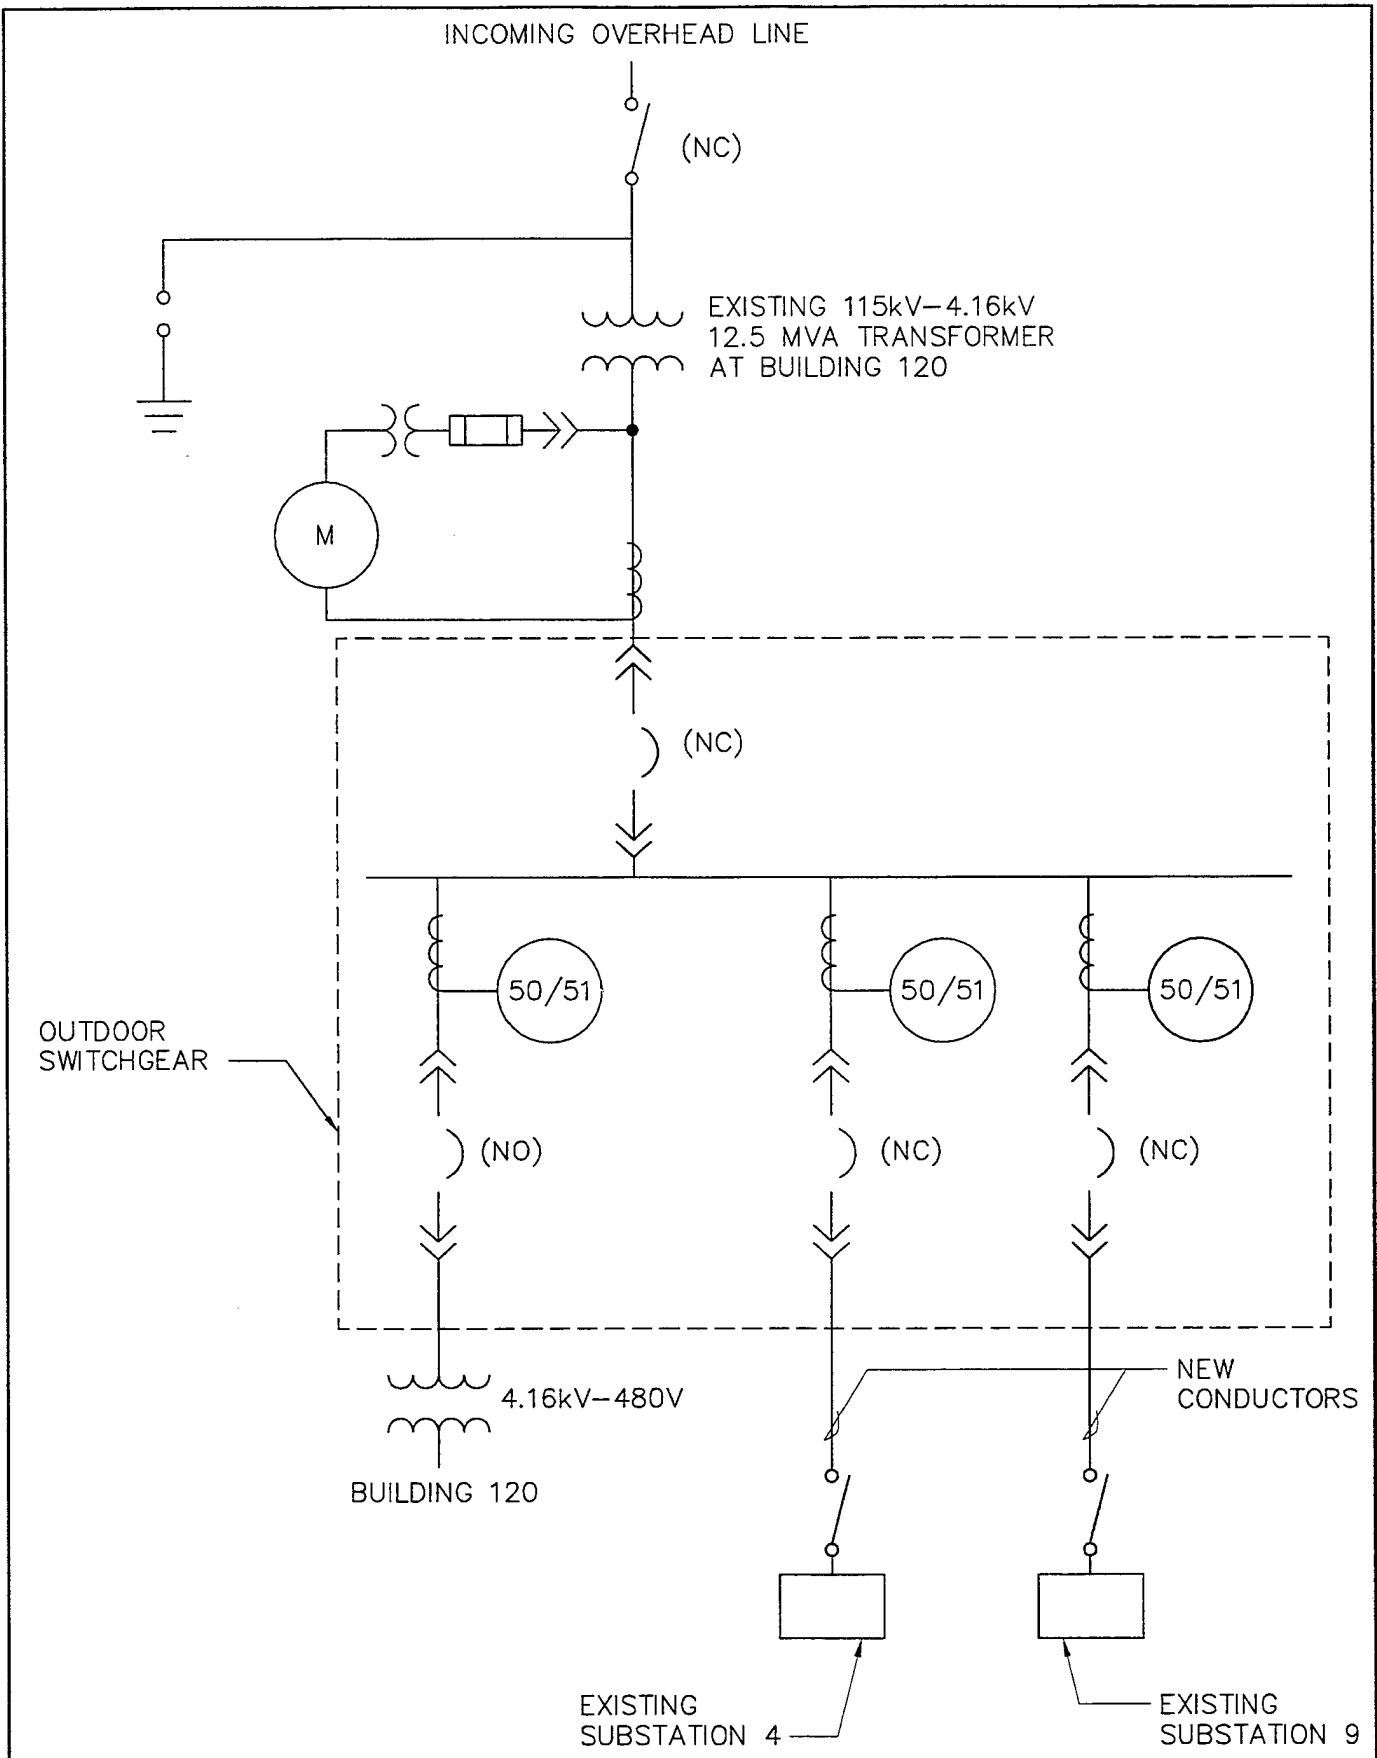 INCOMING OVERHEAD LINE
(NC)
EXISTING 115kV-4.16kV
12.5 MVA TRANSFORMER
AT BUILDING 120
M
(NC)
50/51
50/51
50/51
OUTDOOR
SWITCHGEAR
(NO)
(NC)
(NC)
4.16kV-480V
BUILDING 120
NEW
CONDUCTORS
EXISTING
SUBSTATION 4
EXISTING
SUBSTATION 9